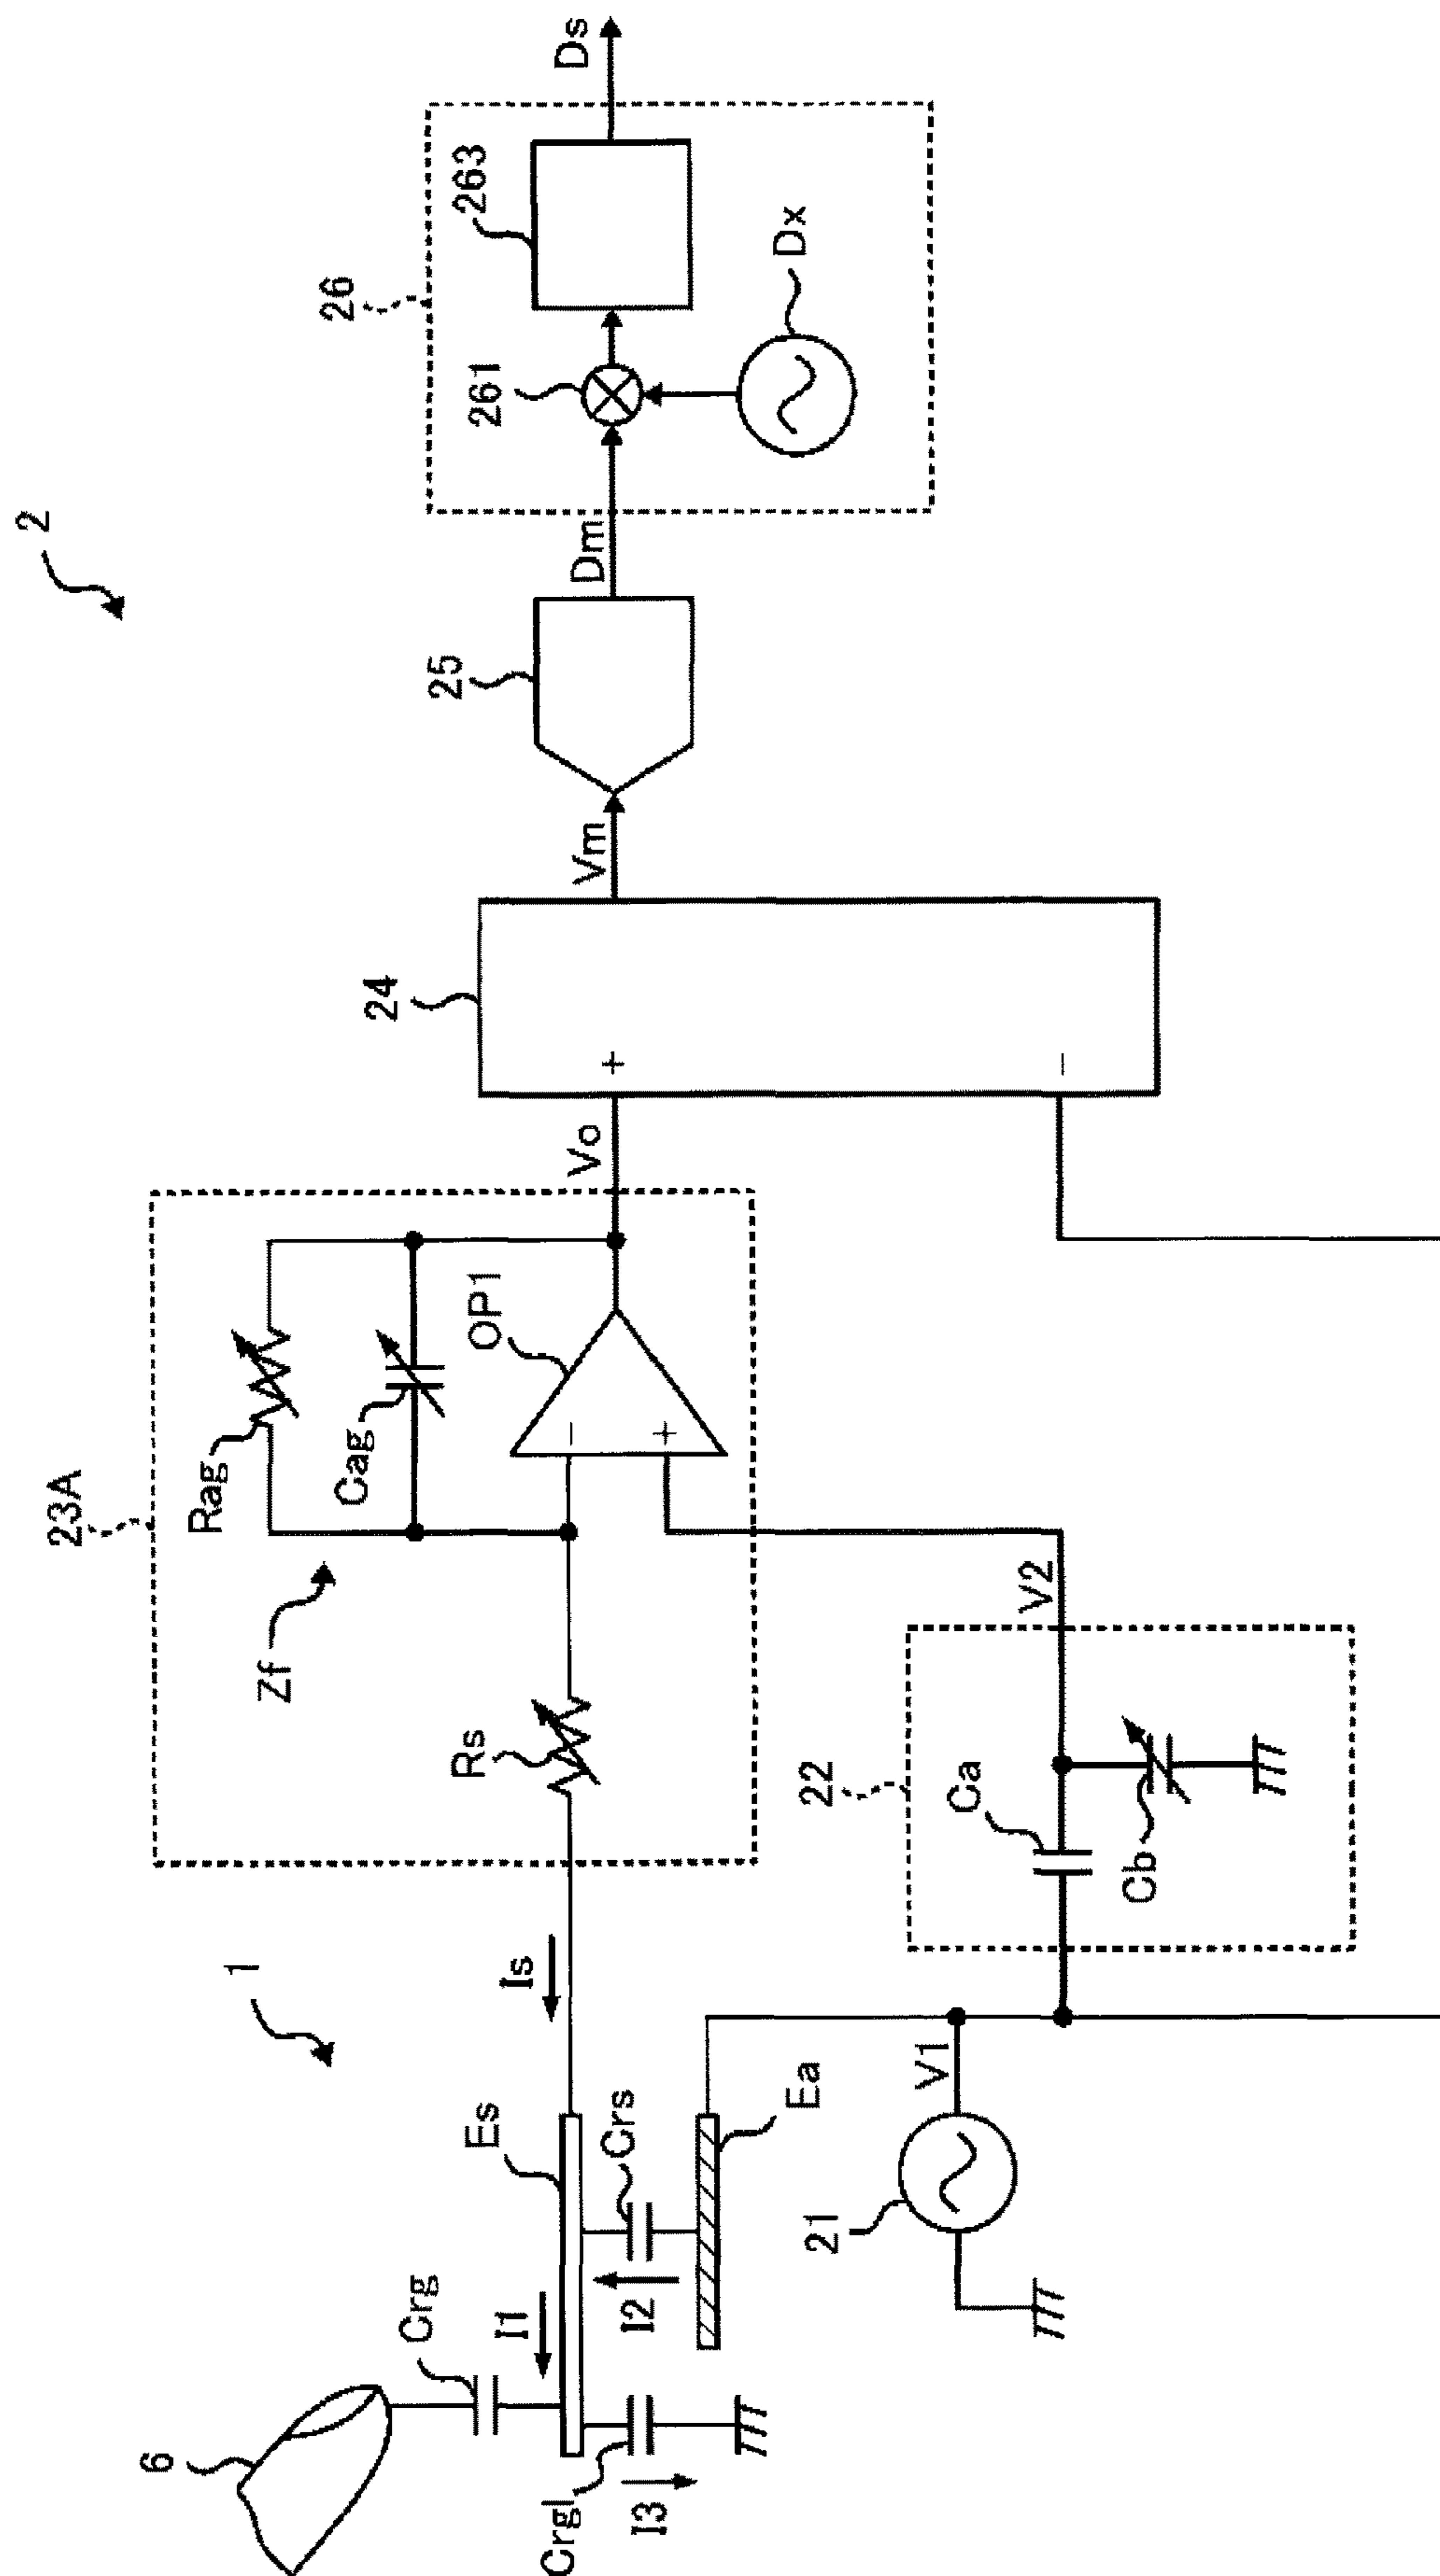 2
1
6
Crg
I1
Es
Crgl
I3
I2
Crs
Ea
Is
23A
Zf
Rs
Rag
Cag
OP1
−
+
Vo
21
V1
22
Ca
Cb
V2
24
+
−
Vm
25
Dm
26
261
263
Dx
Ds